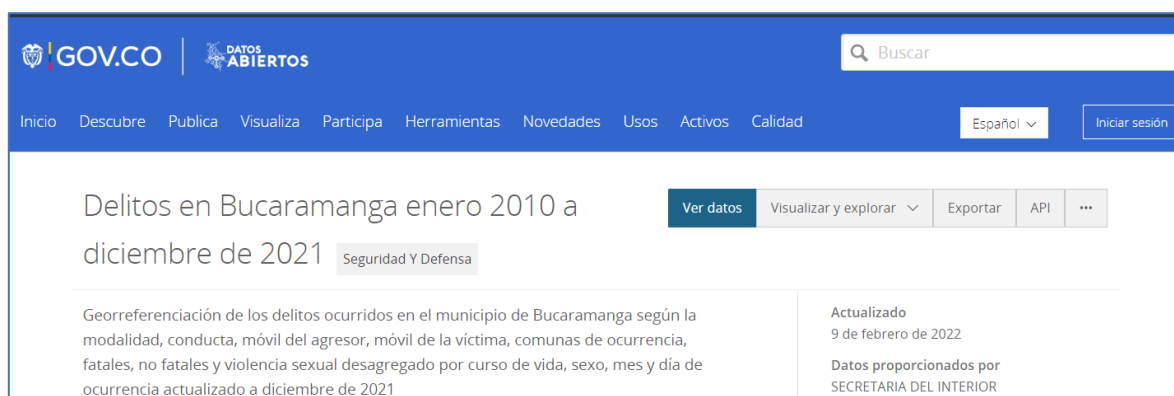 GOV.CO
DATOS
ABIERTOS
Buscar
Inicio Descubre Publica Visualiza Participa Herramientas Novedades Usos Activos Calidad Español Iniciar sesión
Delitos en Bucaramanga enero 2010 a
diciembre de 2021 Seguridad Y Defensa
Ver datos Visualizar y explorar Exportar API ...
Georreferenciación de los delitos ocurridos en el municipio de Bucaramanga según la
modalidad, conducta, móvil del agresor, móvil de la víctima, comunas de ocurrencia,
fatales, no fatales y violencia sexual desagregado por curso de vida, sexo, mes y día de
ocurrencia actualizado a diciembre de 2021
Actualizado
9 de febrero de 2022
Datos proporcionados por
SECRETARIA DEL INTERIOR